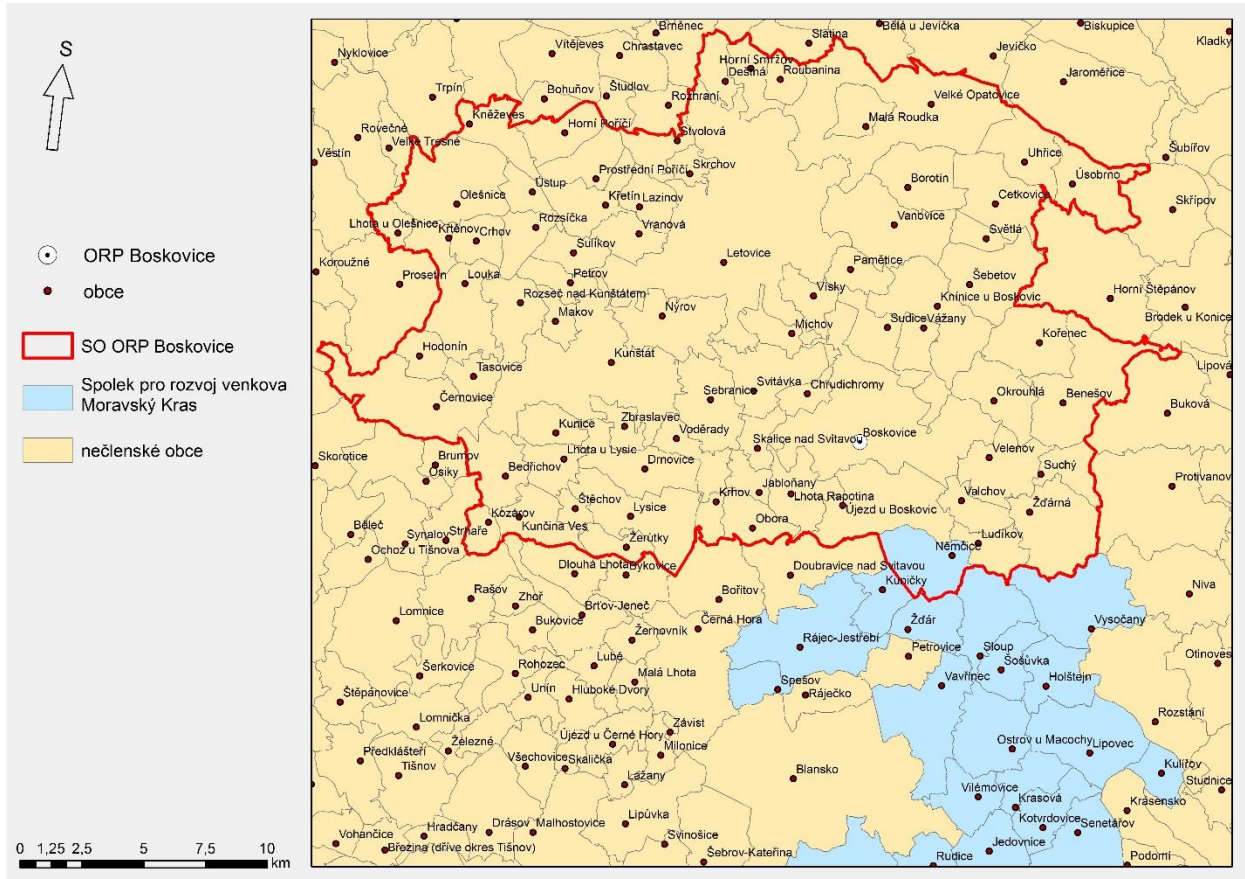 S
ORP Boskovice
obce
SO ORP Boskovice
Spolek pro rozvoj venkova
Moravský Kras
nečlenské obce
0 1,25 2,5 5 7,5 10
km
Brněnec
Bělá u Jevíčka
Biskupice
Kladky
Slatina
Nyklovice
Vítějeves
Chrastavec
Horní Smržov
Deštná
Roubanina
Jevíčko
Jaroměřice
Trpín
Bohuňov
Študlov
Rozhraní
Velké Opatovice
Kněževes
Horní Poříčí
Stvolová
Malá Roudka
Rovečné
Velké Tresné
Věstín
Prostřední Poříčí
Skrchov
Uhřice
Šubířov
Úsobrno
Olešnice
Ústup
Křetín
Lazinov
Borotín
Cetkovice
Skřípov
Lhota u Olešnice
Křtěnov
Crhov
Rozsíčka
Vranová
Vanovice
Světlá
Sulíkov
Letovice
Koroužné
Prosetín
Louka
Petrov
Pamětice
Šebetov
Rozseč nad Kunštátem
Makov
Nýrov
Vísky
Knínice u Boskovic
Horní Štěpánov
Brodek u Konice
Míchov
Sudice
Vážany
Kořenec
Hodonín
Kunštát
Tasovice
Lipová
Černovice
Sebranice
Svitávka
Chrudichromy
Okrouhlá
Benešov
Buková
Kunice
Zbraslavec
Voděrady
Skalice nad Svitavou
Boskovice
Skorotice
Brumov
Osiky
Bedřichov
Lhota u Lysic
Drnovice
Velenov
Suchý
Protivanov
Štěchov
Lysice
Krhov
Jabloňany
Lhota Rapotina
Újezd u Boskovic
Valchov
Žďárná
Kozárov
Kunčina Ves
Obora
Běleč
Synalov
Strhaře
Ochoz u Tišnova
Žerůtky
Němčice
Ludíkov
Dlouhá Lhota
Býkovice
Doubravice nad Svitavou
Kuničky
Niva
Rašov
Zhoř
Bořitov
Lomnice
Brťov-Jeneč
Bukovice
Černá Hora
Žďár
Vysočany
Žernovník
Rájec-Jestřebí
Petrovice
Sloup
Šošůvka
Otinoves
Šerkovice
Rohozec
Lubě
Malá Lhota
Spešov
Ráječko
Vavřinec
Holštejn
Štěpánovice
Unín
Hluboké Dvory
Rozstání
Lomnička
Závist
Předklášteří
Železné
Újezd u Černé Hory
Milonice
Ostrov u Macochy
Lipovec
Tišnov
Všechovice
Skalička
Blansko
Kulířov
Studnice
Lažany
Vilémovice
Krasová
Krásensko
Vohančice
Hradčany
Drásov
Malhostovice
Lipůvka
Kotvrdovice
Senetářov
Březina (dříve okres Tišnov)
Svinošice
Šebrov-Kateřina
Rudice
Jedovnice
Podomí